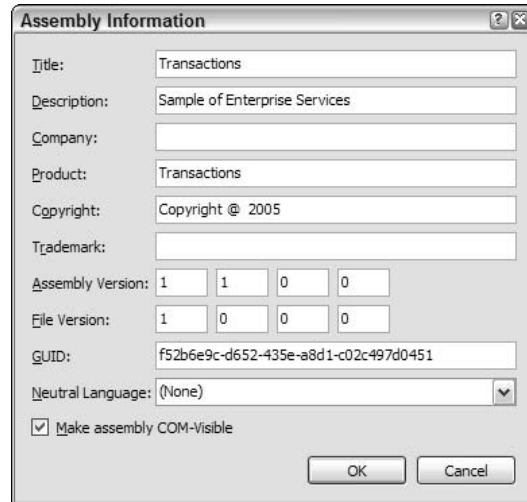 Assembly Information
Title: Transactions
Description: Sample of Enterprise Services
Company:
Product: Transactions
Copyright: Copyright @ 2005
Trademark:
Assembly Version: 1 1 0 0
File Version: 1 0 0 0
GUID: f52b6e9c-d652-435e-a8d1-c02c497d0451
Neutral Language: (None)
Make assembly COM-Visible
OK Cancel